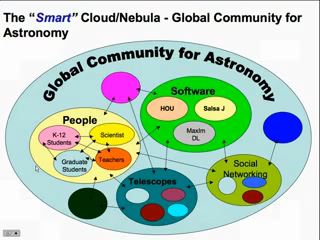 The “Smart” Cloud/Nebula - Global Community for
Astronomy
Global Community for Astronomy
Software
HOU
Salsa J
MaxIm
DL
People
K-12
Students
Scientist
Graduate
Students
Teachers
Telescopes
Social
Networking